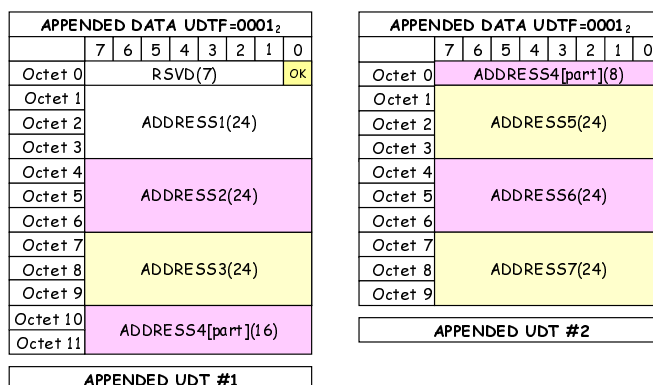 APPENDED DATA UDTF=0001₂
7 6 5 4 3 2 1 0
Octet 0 RSVD(7) OK
Octet 1
Octet 2 ADDRESS1(24)
Octet 3
Octet 4
Octet 5 ADDRESS2(24)
Octet 6
Octet 7
Octet 8 ADDRESS3(24)
Octet 9
Octet 10
ADDRESS4[part](16)
Octet 11
APPENDED UDT #1
APPENDED DATA UDTF=0001₂
7 6 5 4 3 2 1 0
Octet 0 ADDRESS4[part](8)
Octet 1
Octet 2 ADDRESS5(24)
Octet 3
Octet 4
Octet 5 ADDRESS6(24)
Octet 6
Octet 7
Octet 8 ADDRESS7(24)
Octet 9
APPENDED UDT #2